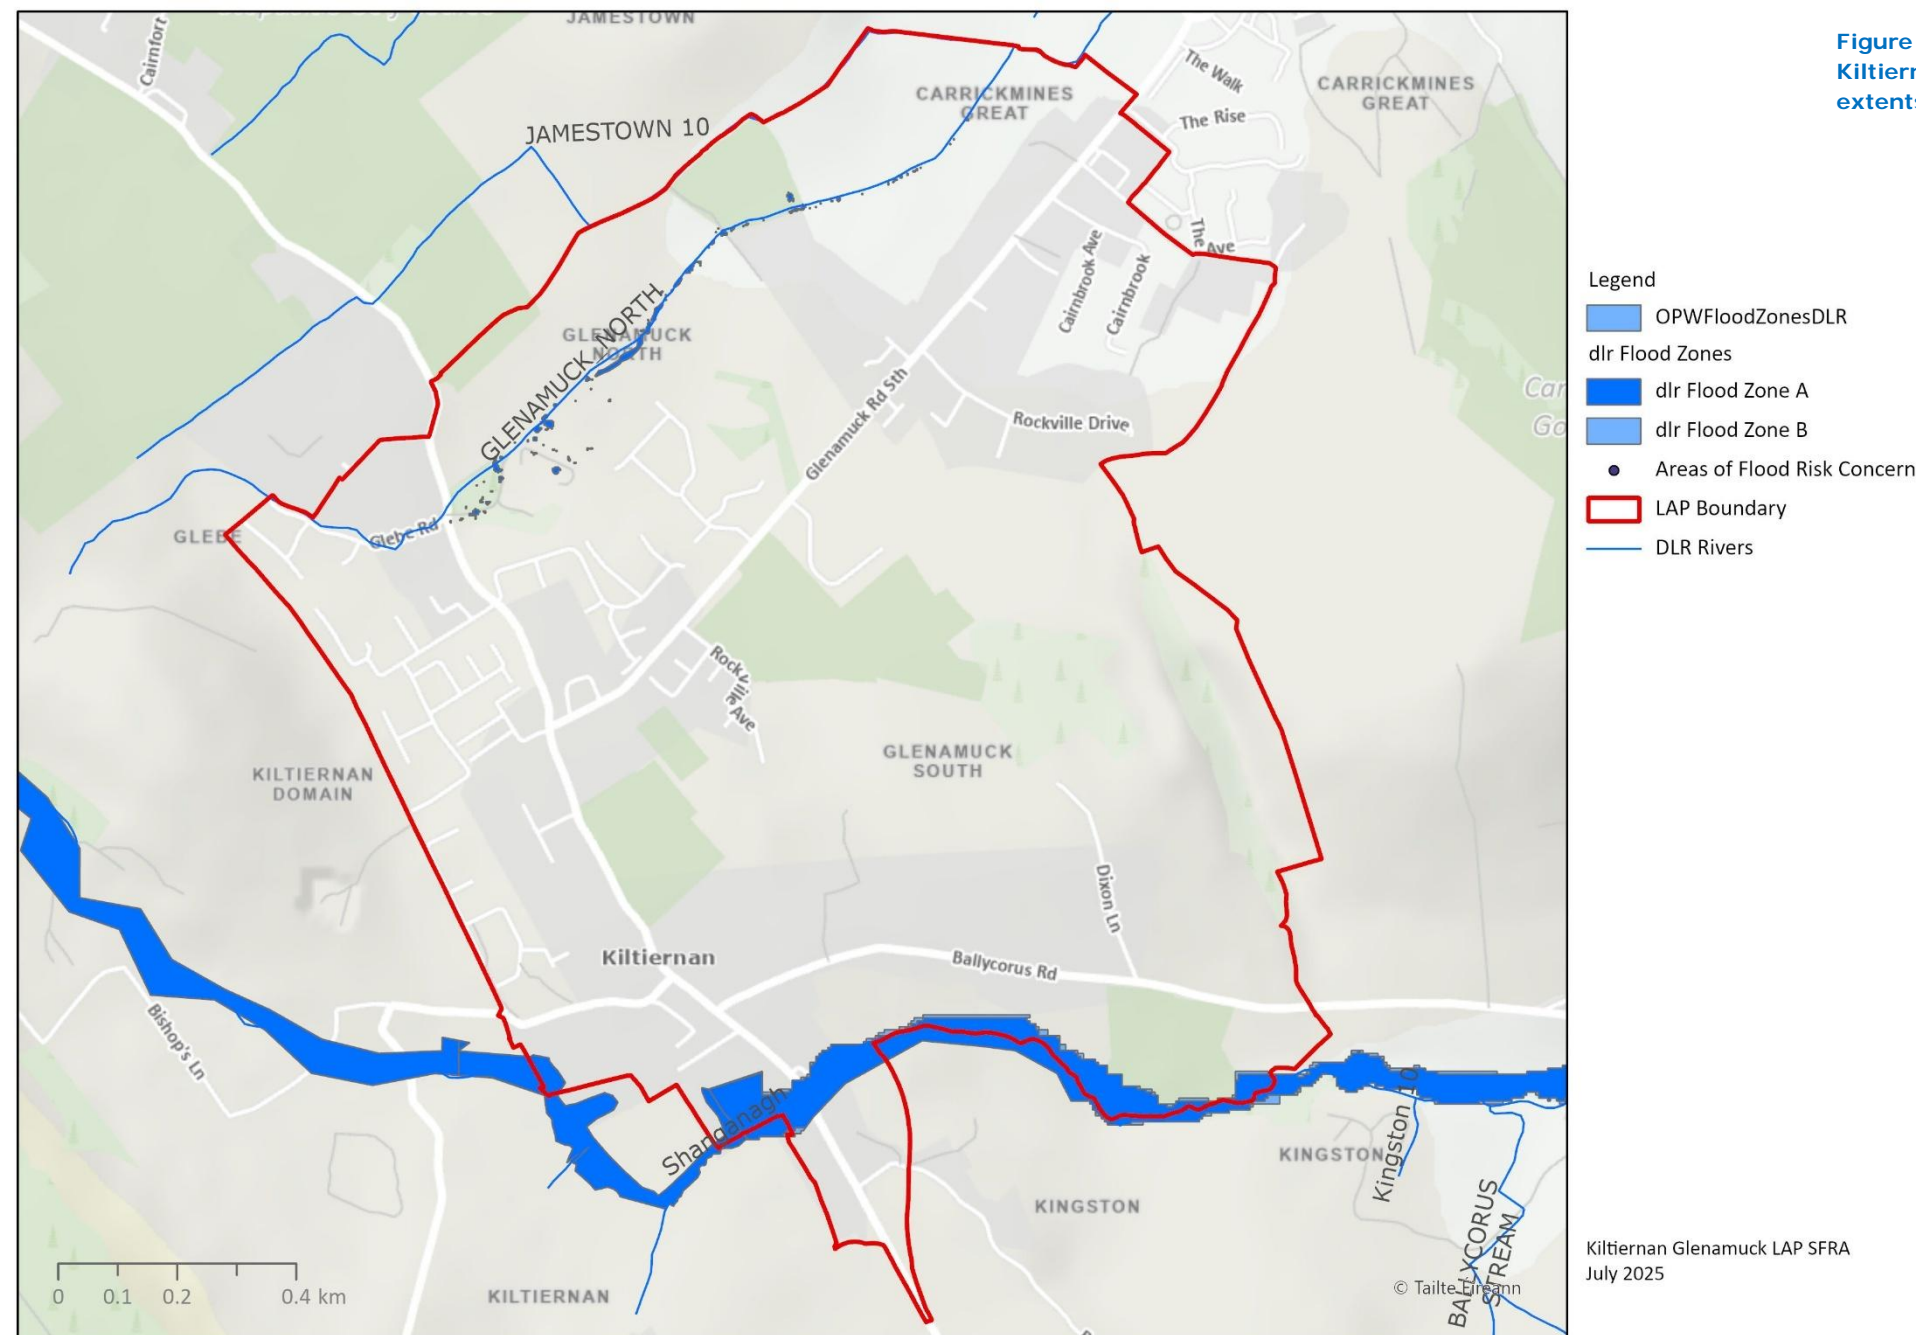 JAMESTOWN
Figure
Kiltiern
extents
Cairnfort
The Walk
CARRICKMINES
GREAT
CARRICKMINES
GREAT
The Rise
JAMESTOWN 10
The Ave
Cairnbrook Ave
Cairnbrook
Legend
OPWFloodZonesDLR
dlr Flood Zones
dlr Flood Zone A
dlr Flood Zone B
Areas of Flood Risk Concern
LAP Boundary
DLR Rivers
GLENAMUCK
NORTH
GLENAMUCK NORTH
Car
Go
Glenamuck Rd Sth
Rockville Drive
GLEBE
Glebe Rd
Rockville
Ave
GLENAMUCK
SOUTH
KILTIERNAN
DOMAIN
Dixon Ln
Kiltiernan
Ballycorus Rd
Bishop's Ln
Shanganagh
Kingston 10
KINGSTON
KINGSTON
BALLYCORUS
STREAM
KILTIERNAN
0 0.1 0.2 0.4 km
© Tailte Éireann
Kiltiernan Glenamuck LAP SFRA
July 2025